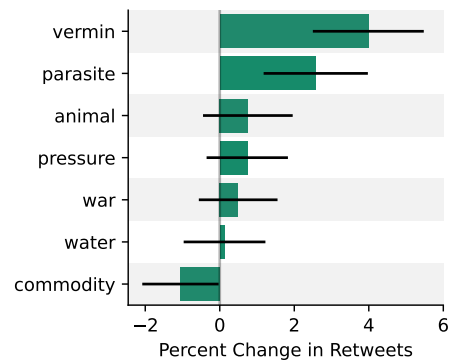 vermin
parasite
animal
pressure
war
water
commodity
−2 0 2 4 6
Percent Change in Retweets